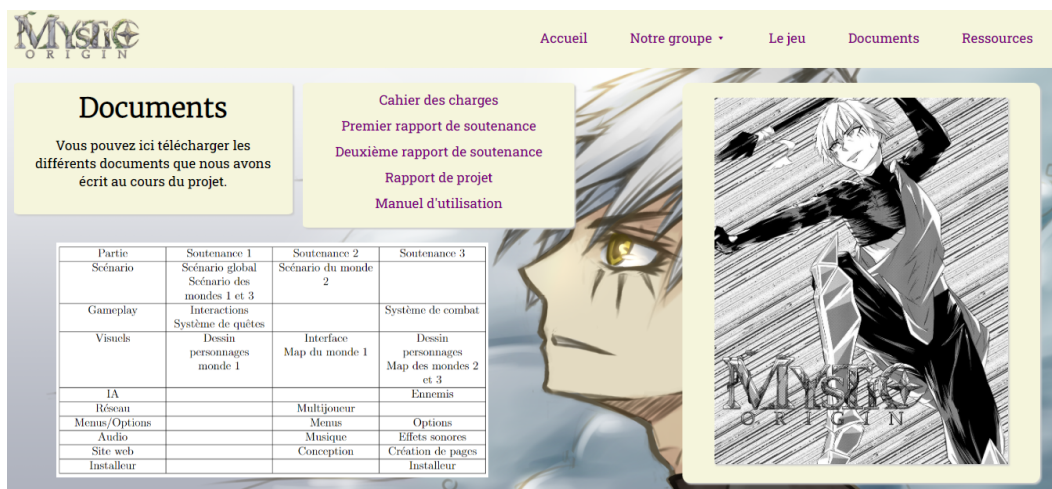 MYSTIC
ORIGIN
Accueil
Notre groupe
Le jeu
Documents
Ressources
Documents
Vous pouvez ici télécharger les
différents documents que nous avons
écrit au cours du projet.
Cahier des charges
Premier rapport de soutenance
Deuxième rapport de soutenance
Rapport de projet
Manuel d'utilisation
Partie Soutenance 1 Soutenance 2 Soutenance 3
Scénario Scénario global Scénario du monde
Scénario des 2
mondes 1 et 3
Gameplay Interactions Système de combat
Système de quêtes
Visuels Dessin Interface Dessin
personnages Map du monde 1 personnages
monde 1 Map des mondes 2
et 3
IA Ennemis
Réseau Multijoueur
Menus/Options Menus Options
Audio Musique Effets sonores
Site web Conception Création de pages
Installeur Installeur
MYSTIC
ORIGIN